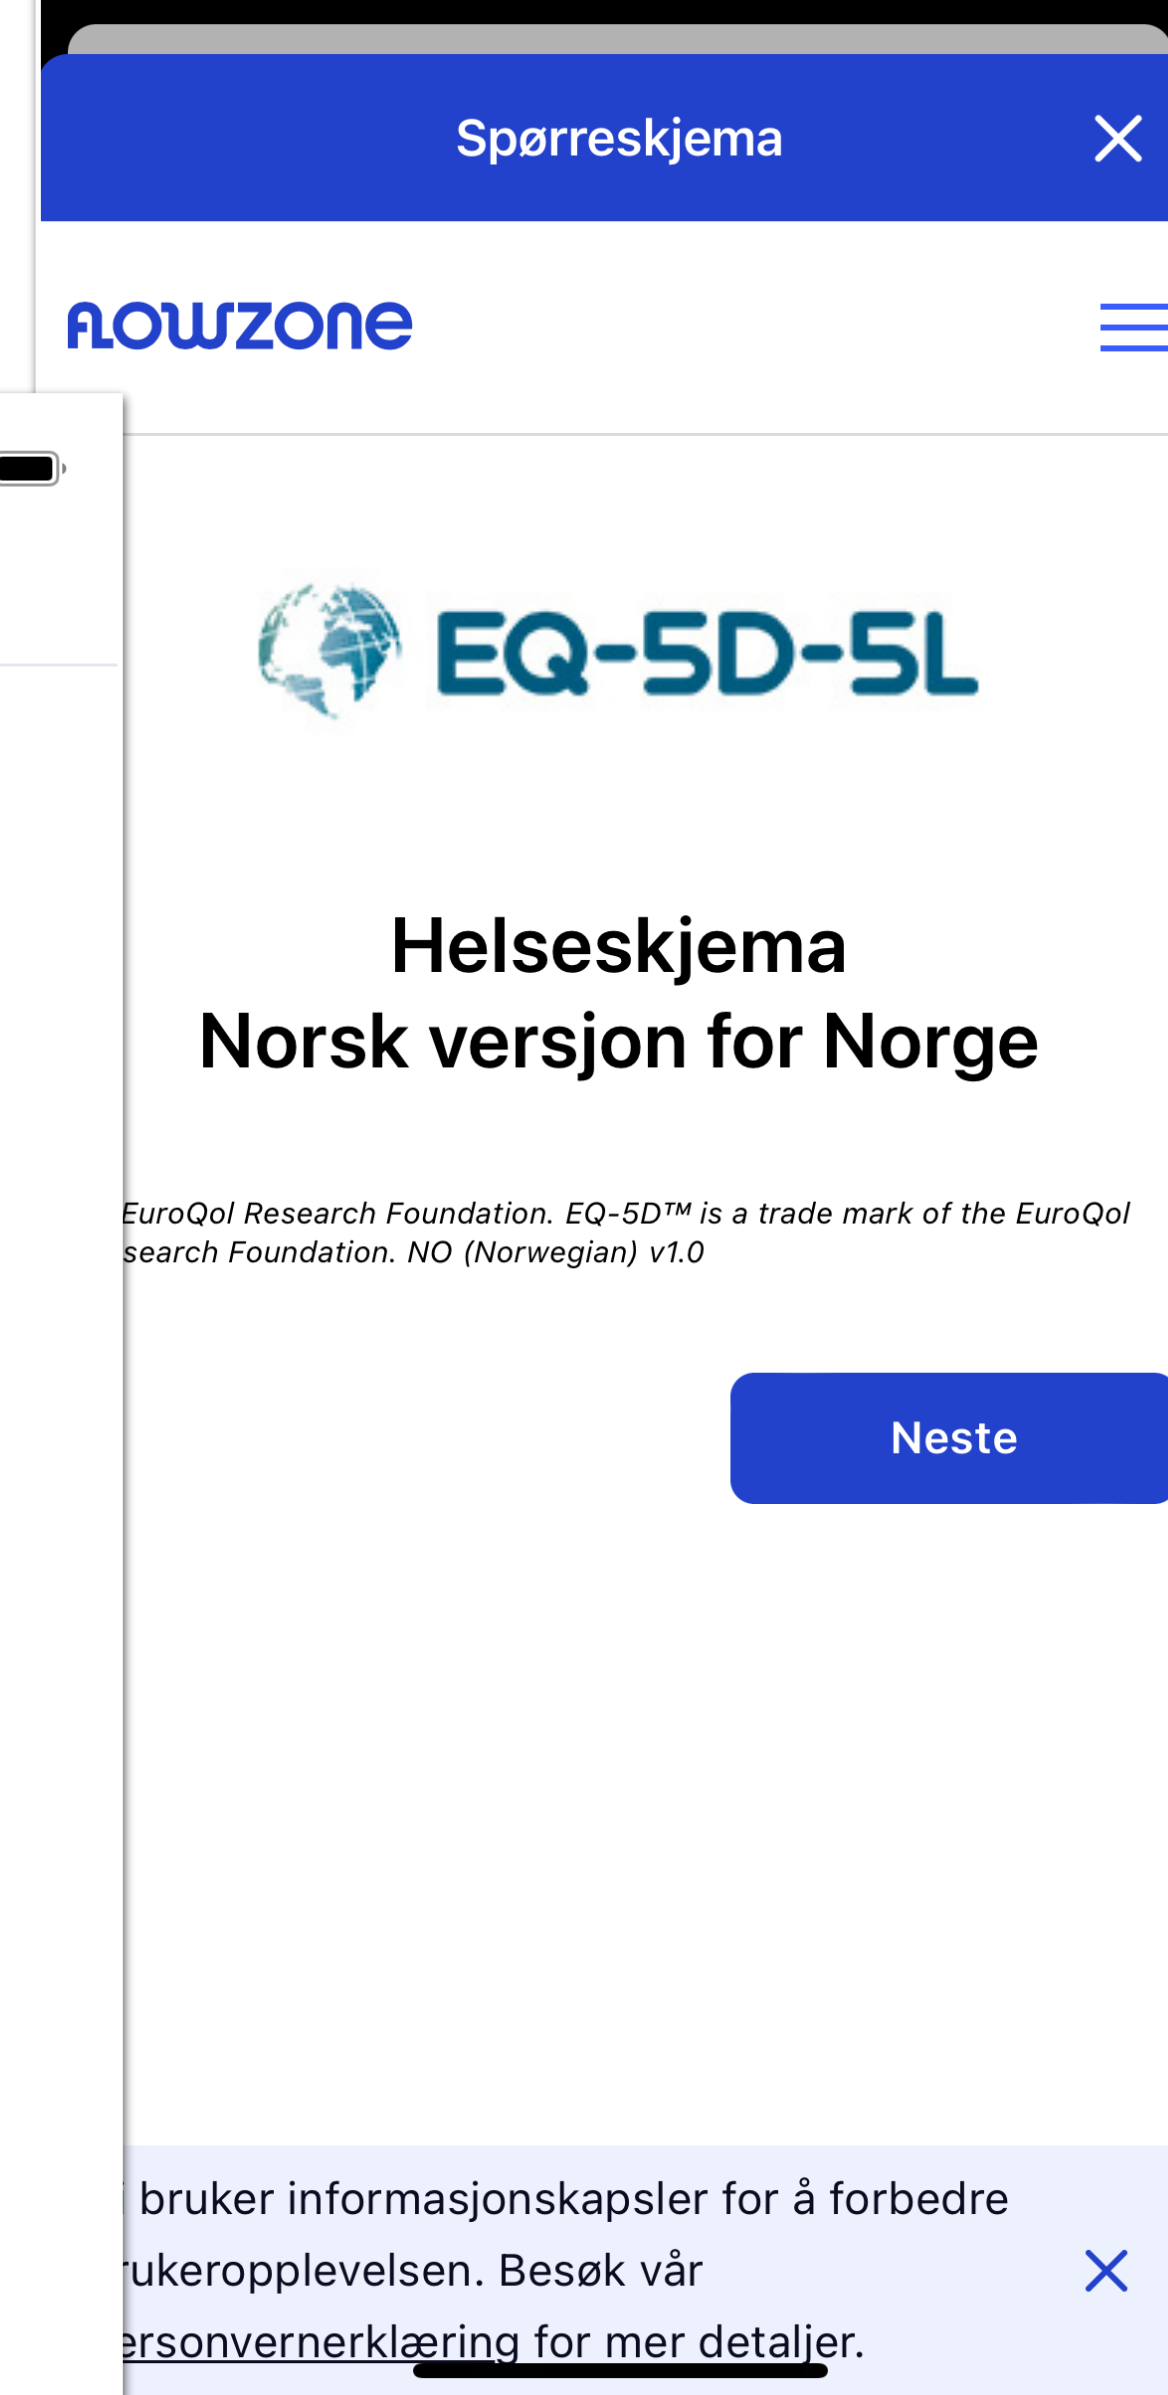 Spørreskjema
flowzone
EQ-5D-5L
Helseskjema
Norsk versjon for Norge
EuroQol Research Foundation. EQ-5D™ is a trade mark of the EuroQol
search Foundation. NO (Norwegian) v1.0
Neste
i bruker informasjonskapsler for å forbedre
rukeropplevelsen. Besøk vår
ersonvernerklæring for mer detaljer.